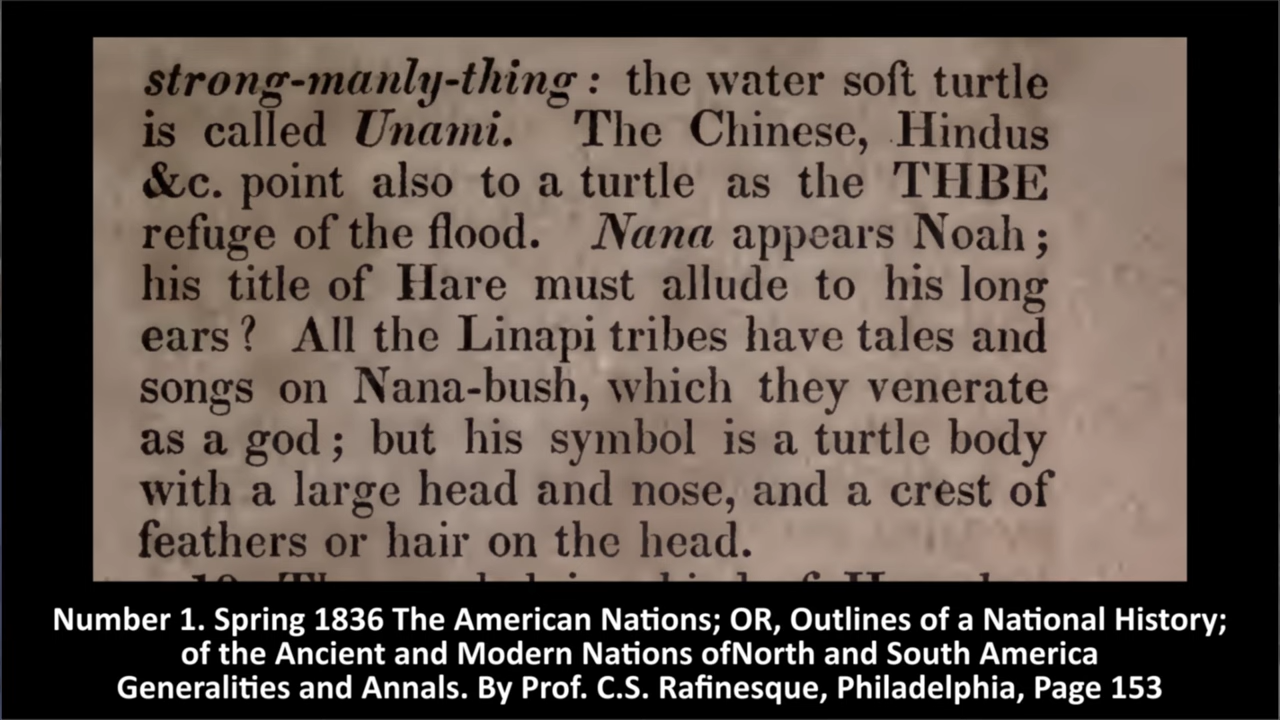 strong-manly-thing : the water soft turtle
is called Unami. The Chinese, Hindus
&c. point also to a turtle as the THBE
refuge of the flood. Nana appears Noah ;
his title of Hare must allude to his long
ears ? All the Linapi tribes have tales and
songs on Nana-bush, which they venerate
as a god ; but his symbol is a turtle body
with a large head and nose, and a crest of
feathers or hair on the head.
Number 1. Spring 1836 The American Nations; OR, Outlines of a National History;
of the Ancient and Modern Nations ofNorth and South America
Generalities and Annals. By Prof. C.S. Rafinesque, Philadelphia, Page 153